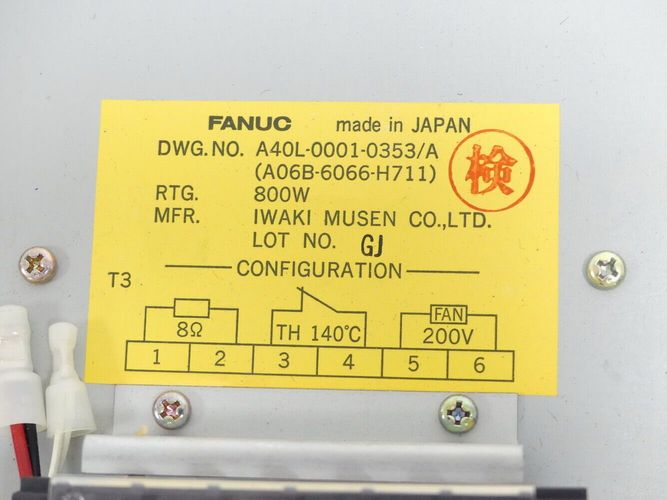 FANUC made in JAPAN
DWG.NO. A40L-0001-0353/A
(A06B-6066-H711)
検
RTG. 800W
MFR. IWAKI MUSEN CO.,LTD.
LOT NO. GJ
CONFIGURATION
T3
8Ω TH 140°C FAN 200V
1 2 3 4 5 6